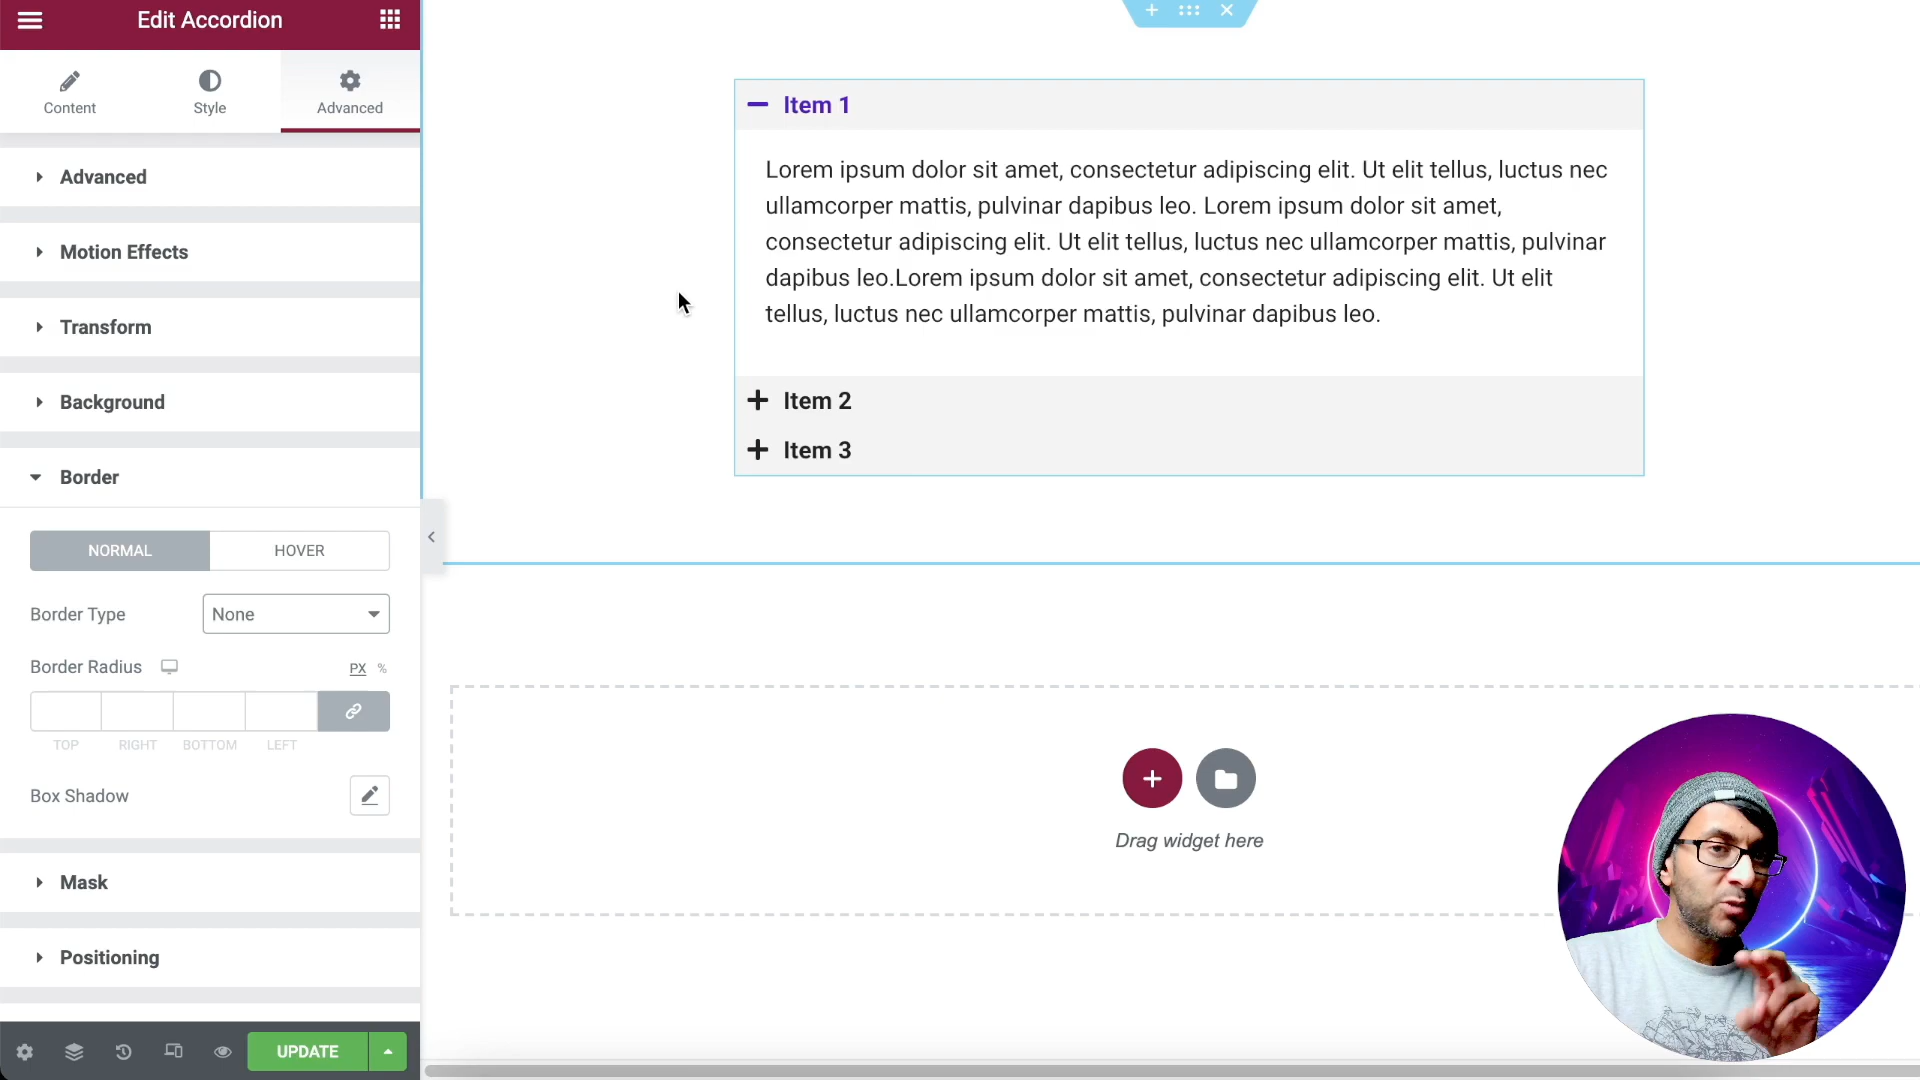 Edit Accordion
Content
Style
Advanced
Advanced
Motion Effects
Transform
Background
Border
NORMAL
HOVER
Border Type
None
Border Radius
PX
%
TOP
RIGHT
BOTTOM
LEFT
Box Shadow
Mask
Positioning
UPDATE
Item 1
Lorem ipsum dolor sit amet, consectetur adipiscing elit. Ut elit tellus, luctus nec
ullamcorper mattis, pulvinar dapibus leo. Lorem ipsum dolor sit amet,
consectetur adipiscing elit. Ut elit tellus, luctus nec ullamcorper mattis, pulvinar
dapibus leo.Lorem ipsum dolor sit amet, consectetur adipiscing elit. Ut elit
tellus, luctus nec ullamcorper mattis, pulvinar dapibus leo.
Item 2
Item 3
Drag widget here